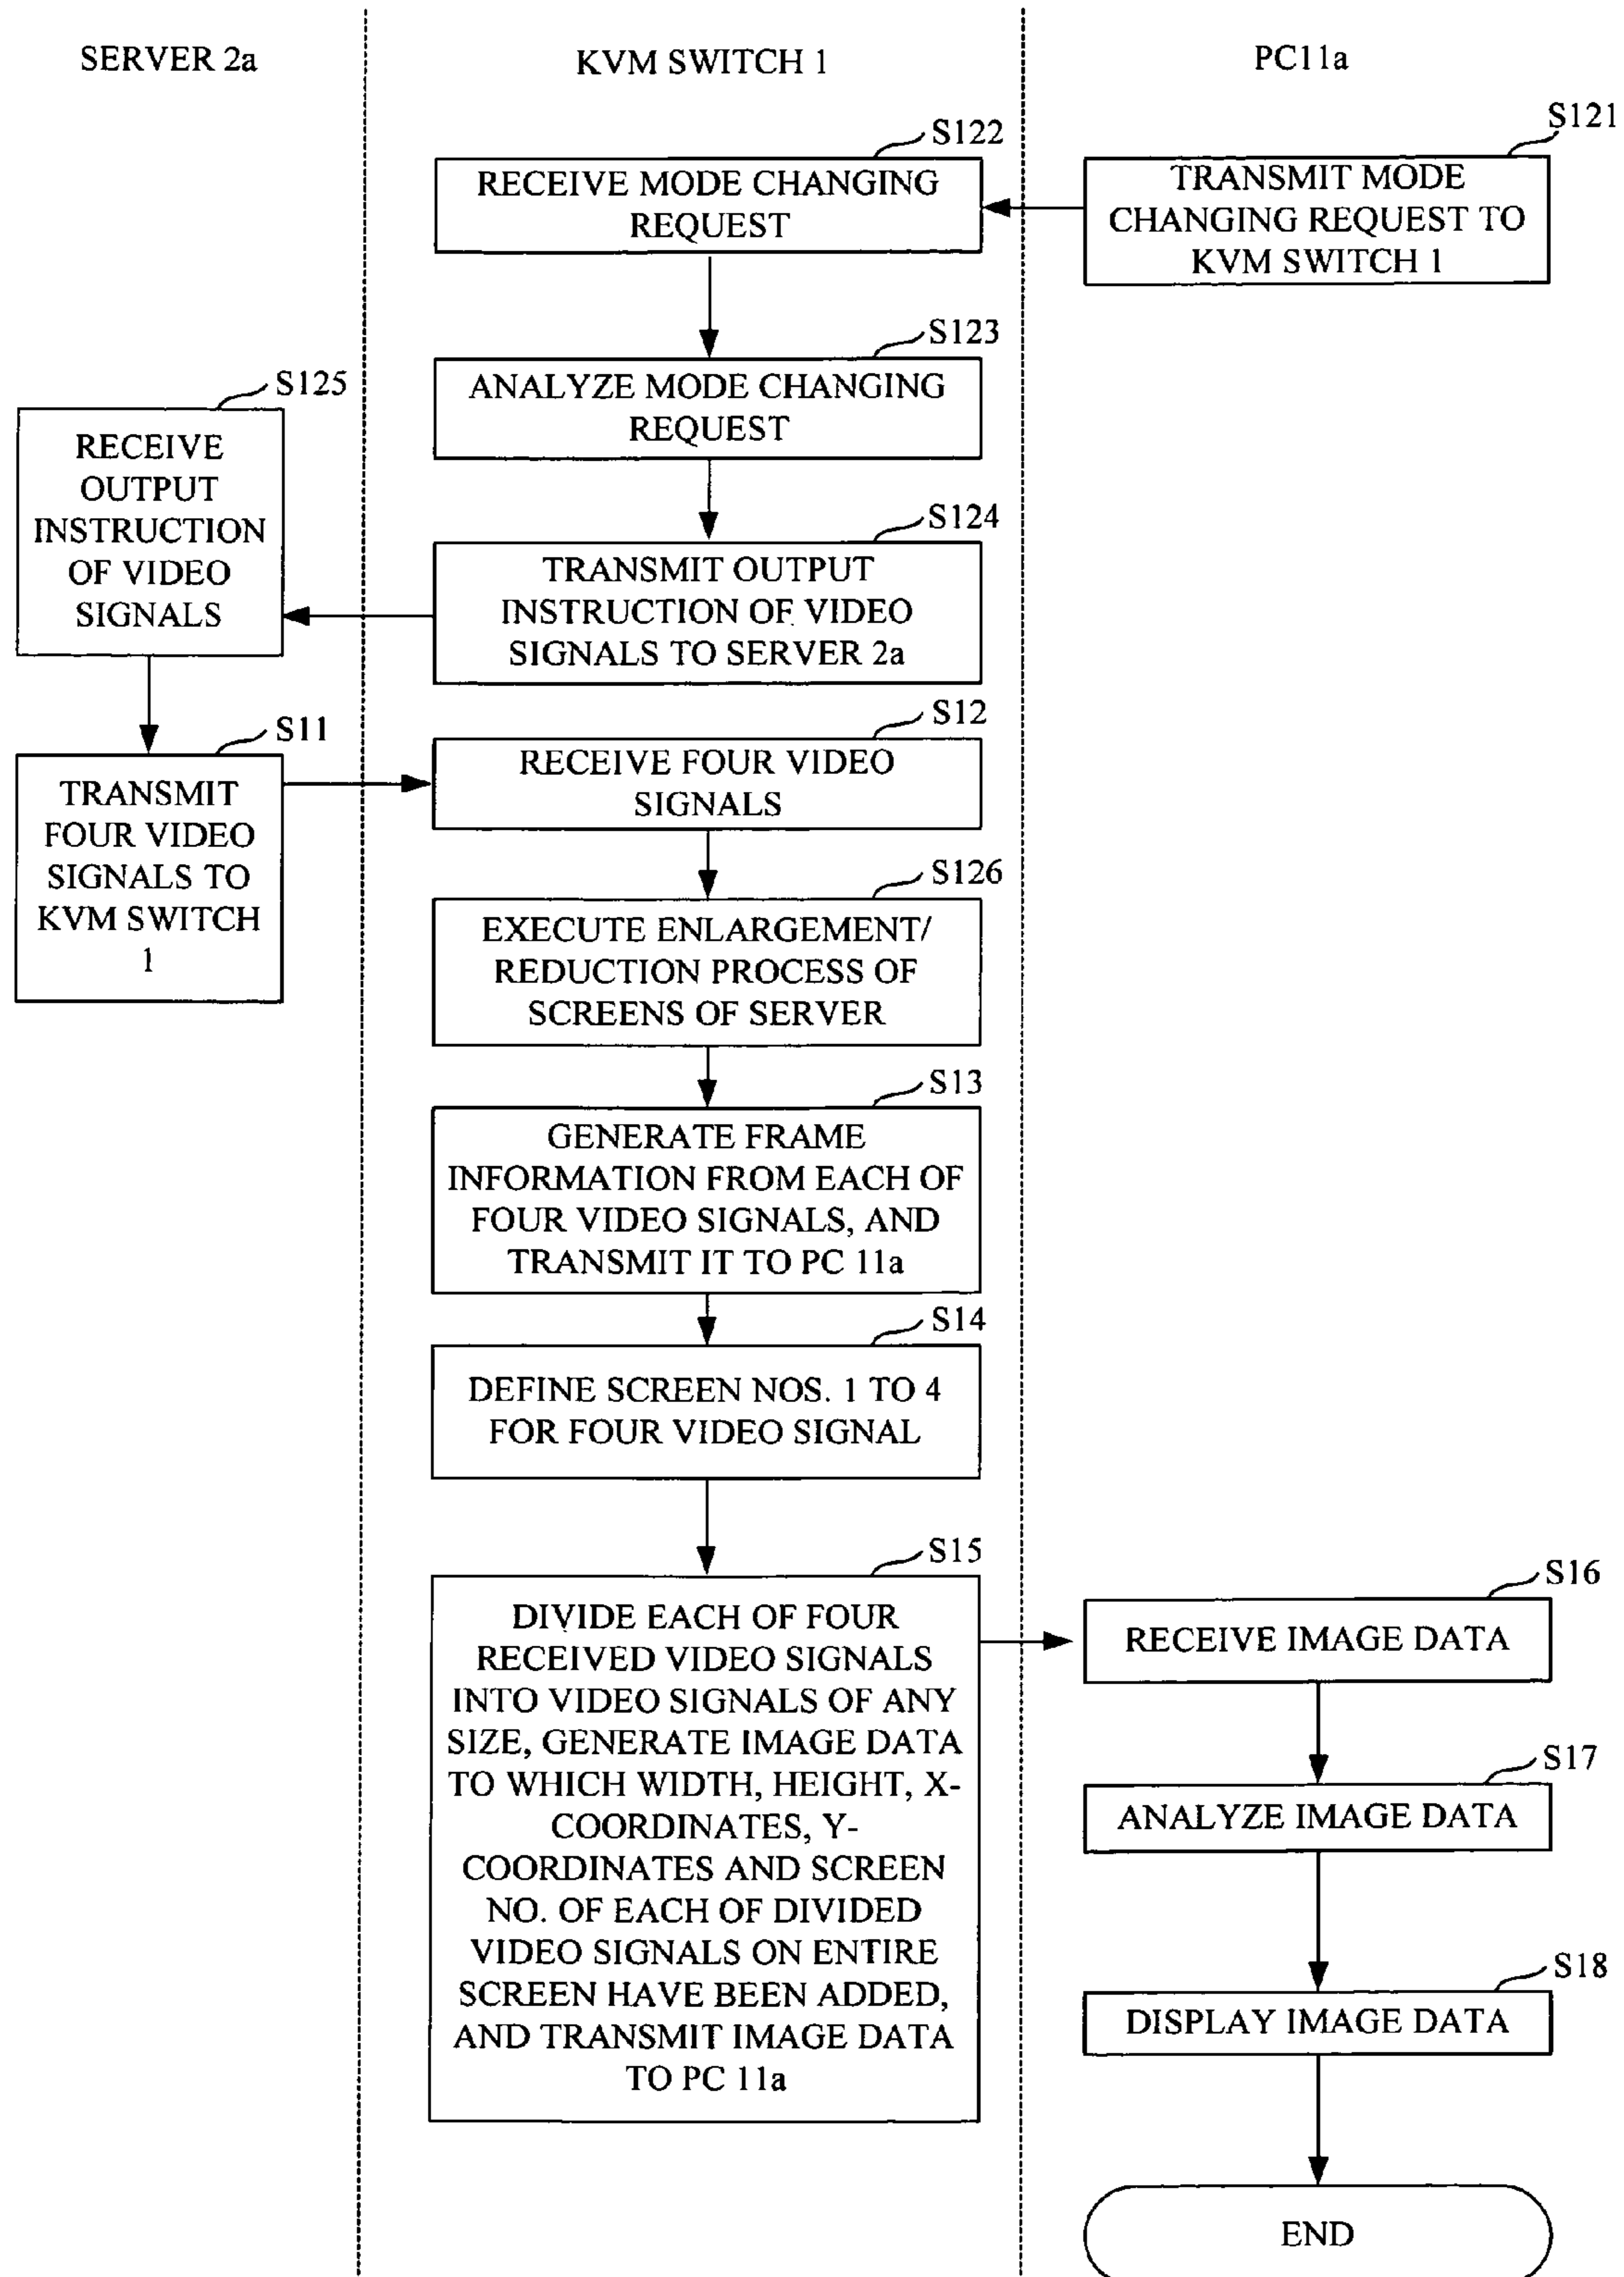 SERVER 2a
KVM SWITCH 1
PC11a
S121
TRANSMIT MODE
CHANGING REQUEST TO
KVM SWITCH 1
S122
RECEIVE MODE CHANGING
REQUEST
S123
ANALYZE MODE CHANGING
REQUEST
S124
TRANSMIT OUTPUT
INSTRUCTION OF VIDEO
SIGNALS TO SERVER 2a
S125
RECEIVE
OUTPUT
INSTRUCTION
OF VIDEO
SIGNALS
S11
TRANSMIT
FOUR VIDEO
SIGNALS TO
KVM SWITCH
1
S12
RECEIVE FOUR VIDEO
SIGNALS
S126
EXECUTE ENLARGEMENT/
REDUCTION PROCESS OF
SCREENS OF SERVER
S13
GENERATE FRAME
INFORMATION FROM EACH OF
FOUR VIDEO SIGNALS, AND
TRANSMIT IT TO PC 11a
S14
DEFINE SCREEN NOS. 1 TO 4
FOR FOUR VIDEO SIGNAL
S15
DIVIDE EACH OF FOUR
RECEIVED VIDEO SIGNALS
INTO VIDEO SIGNALS OF ANY
SIZE, GENERATE IMAGE DATA
TO WHICH WIDTH, HEIGHT, X-
COORDINATES, Y-
COORDINATES AND SCREEN
NO. OF EACH OF DIVIDED
VIDEO SIGNALS ON ENTIRE
SCREEN HAVE BEEN ADDED,
AND TRANSMIT IMAGE DATA
TO PC 11a
S16
RECEIVE IMAGE DATA
S17
ANALYZE IMAGE DATA
S18
DISPLAY IMAGE DATA
END